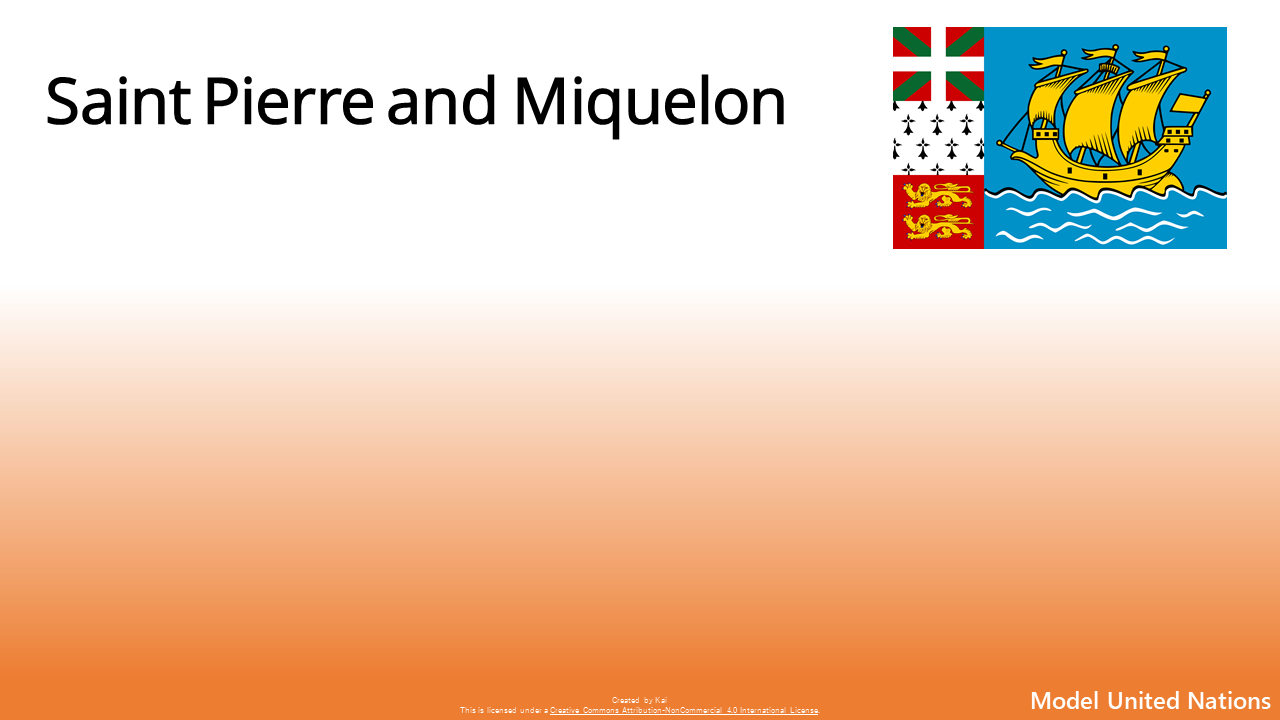 Saint Pierre and Miquelon
Created by Kai
This is licensed under a Creative Commons Attribution-NonCommercial 4.0 International License.
Model United Nations